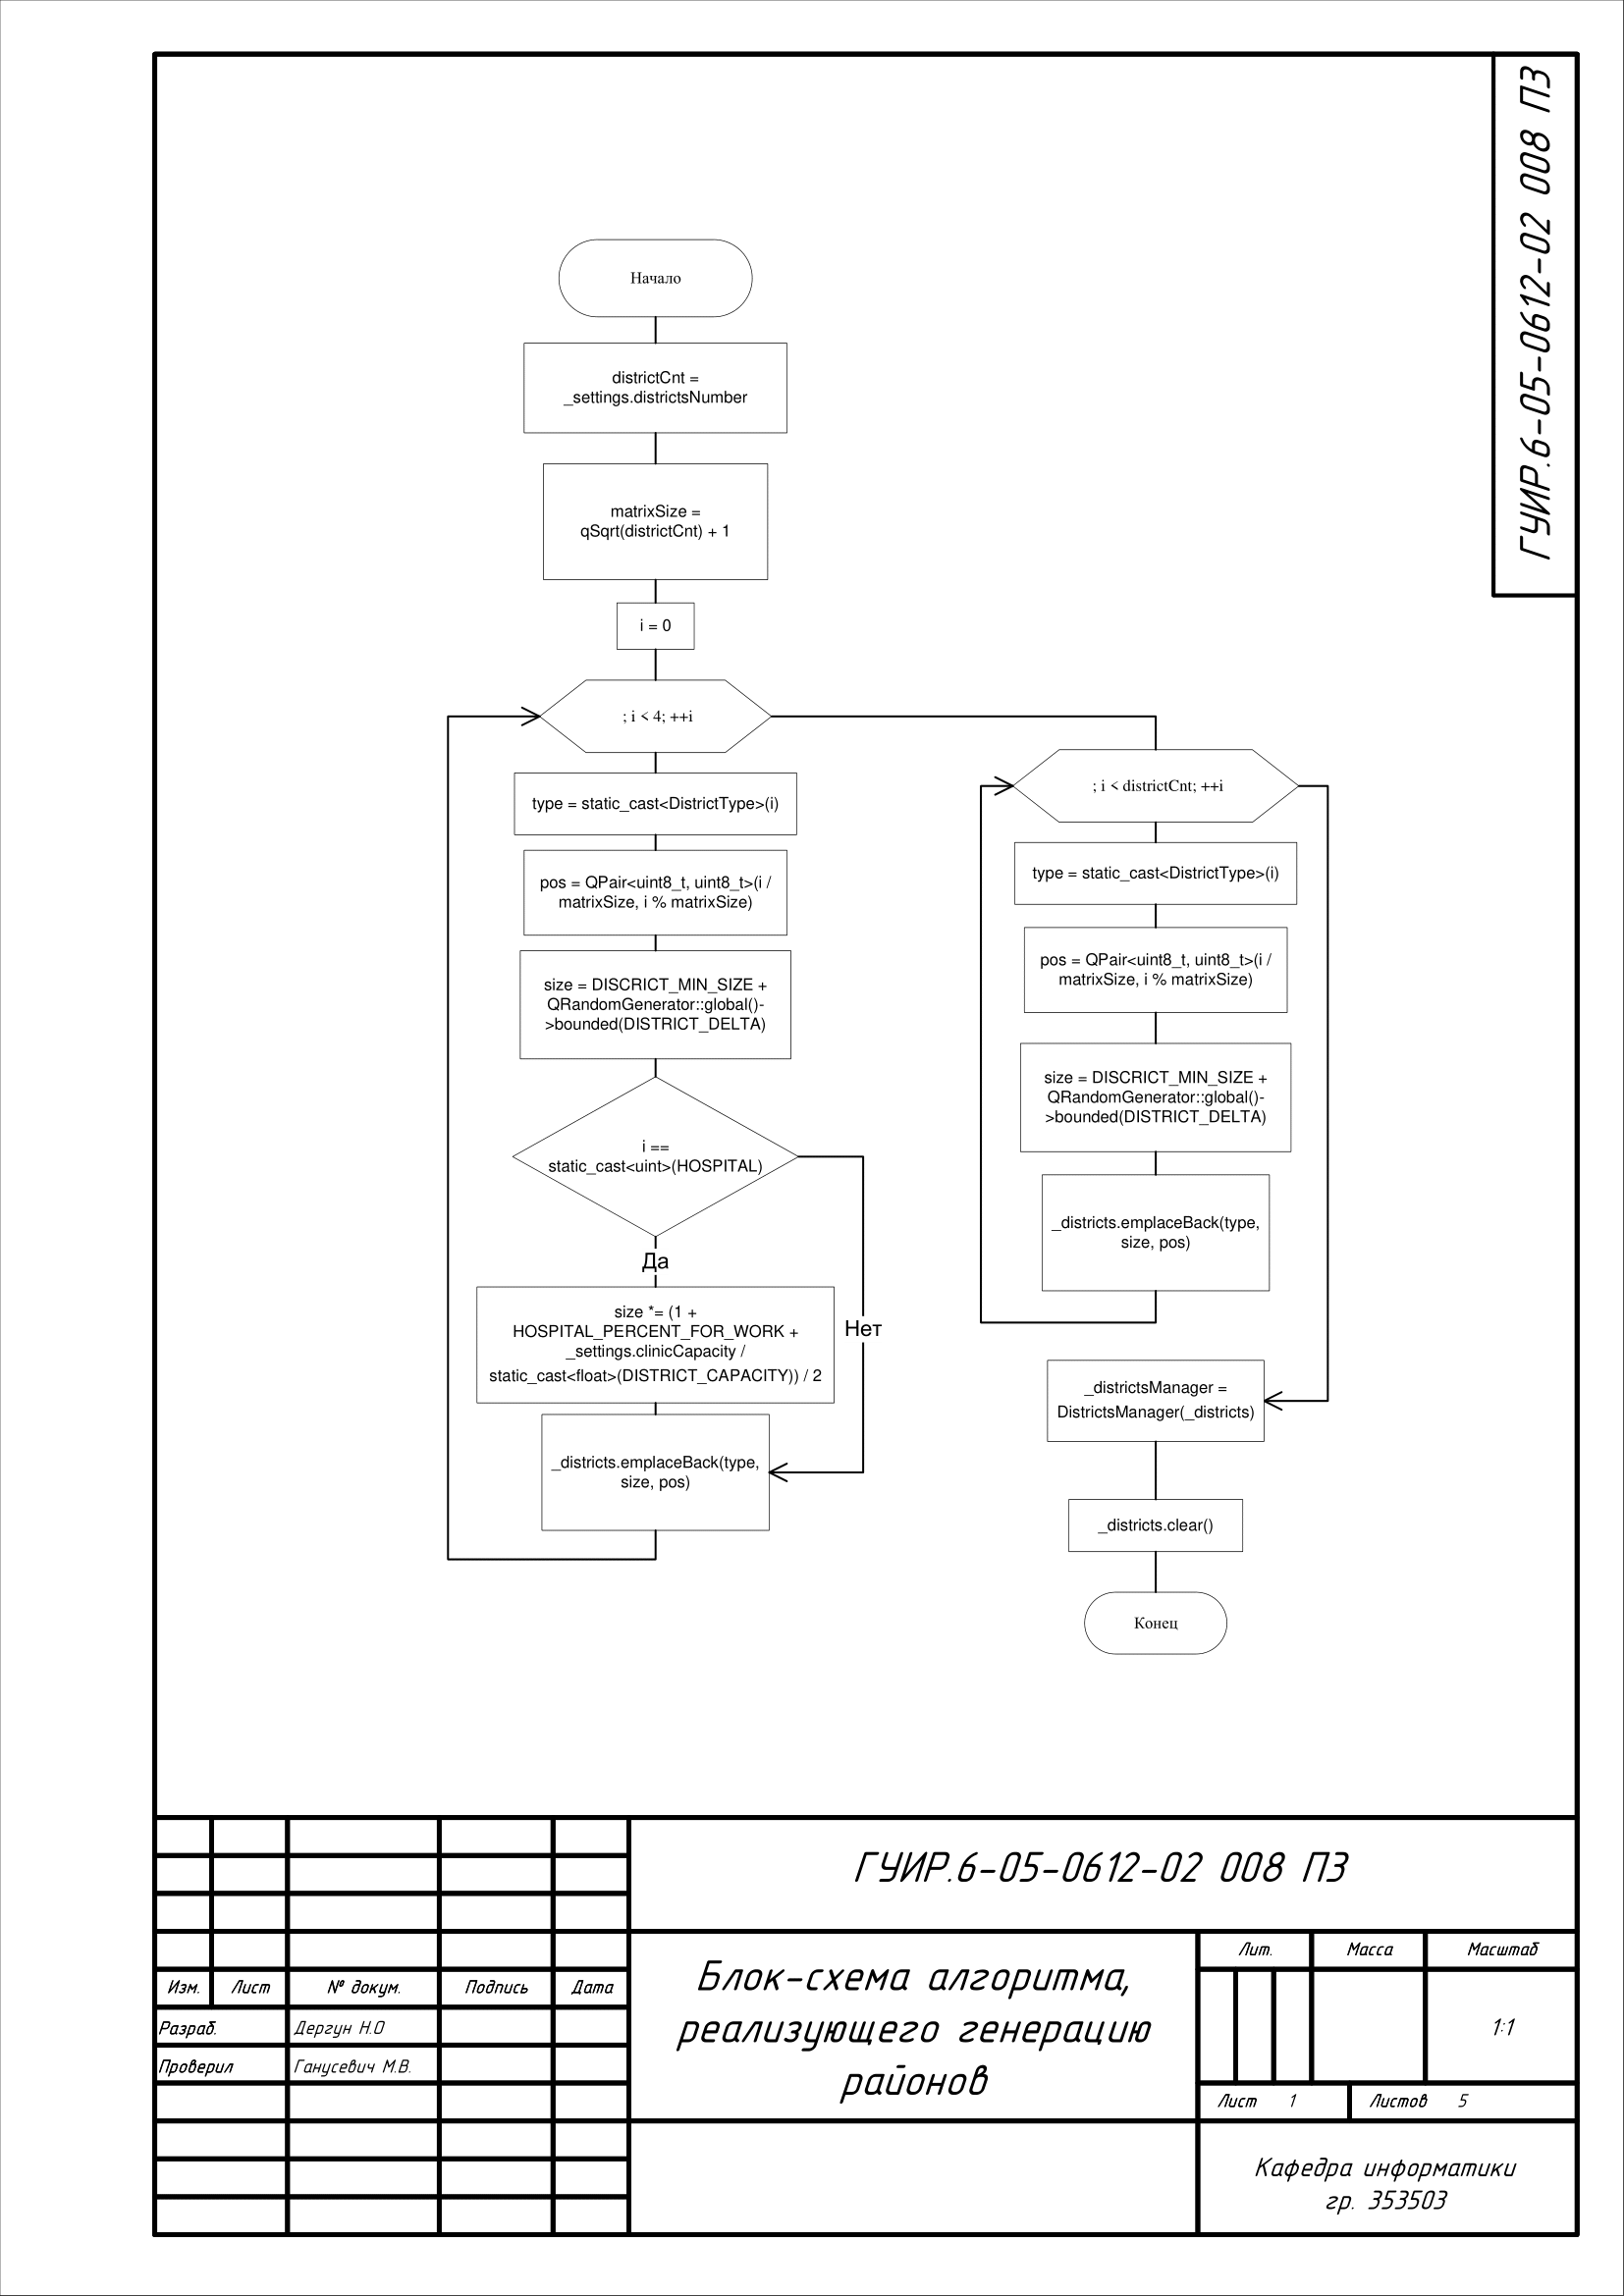 ГУИР.6-05-0612-02 008 ПЗ
Начало
districtCnt =
_settings.districtsNumber
matrixSize =
qSqrt(districtCnt) + 1
i = 0
; i < 4; ++i
type = static_cast<DistrictType>(i)
pos = QPair<uint8_t, uint8_t>(i /
matrixSize, i % matrixSize)
size = DISCRICT_MIN_SIZE +
QRandomGenerator::global()-
>bounded(DISTRICT_DELTA)
i ==
static_cast<uint>(HOSPITAL)
Да
Нет
size *= (1 +
HOSPITAL_PERCENT_FOR_WORK +
_settings.clinicCapacity /
static_cast<float>(DISTRICT_CAPACITY)) / 2
_districts.emplaceBack(type,
size, pos)
; i < districtCnt; ++i
type = static_cast<DistrictType>(i)
pos = QPair<uint8_t, uint8_t>(i /
matrixSize, i % matrixSize)
size = DISCRICT_MIN_SIZE +
QRandomGenerator::global()-
>bounded(DISTRICT_DELTA)
_districts.emplaceBack(type,
size, pos)
_districtsManager =
DistrictsManager(_districts)
_districts.clear()
Конец
ГУИР.6-05-0612-02 008 ПЗ
Изм. Лист № докум. Подпись Дата
Разраб. Дергун Н.О
Проверил Ганусевич М.В.
Блок-схема алгоритма,
реализующего генерацию
районов
Лит. Масса Масштаб
1:1
Лист 1 Листов 5
Кафедра информатики
гр. 353503